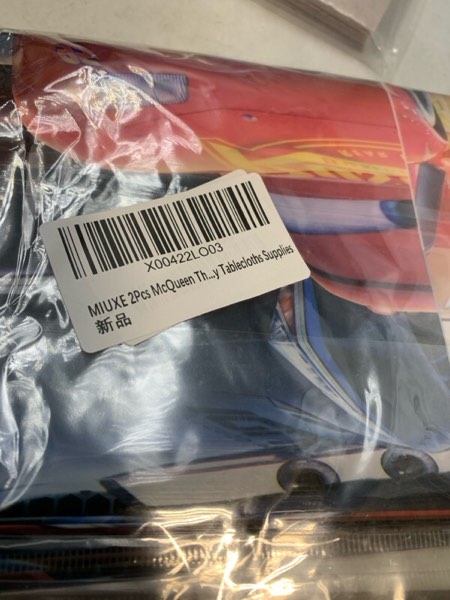 X00422LO03
MIUXE 2Pcs McQueen Th...y Tablecloths Supplies
新品